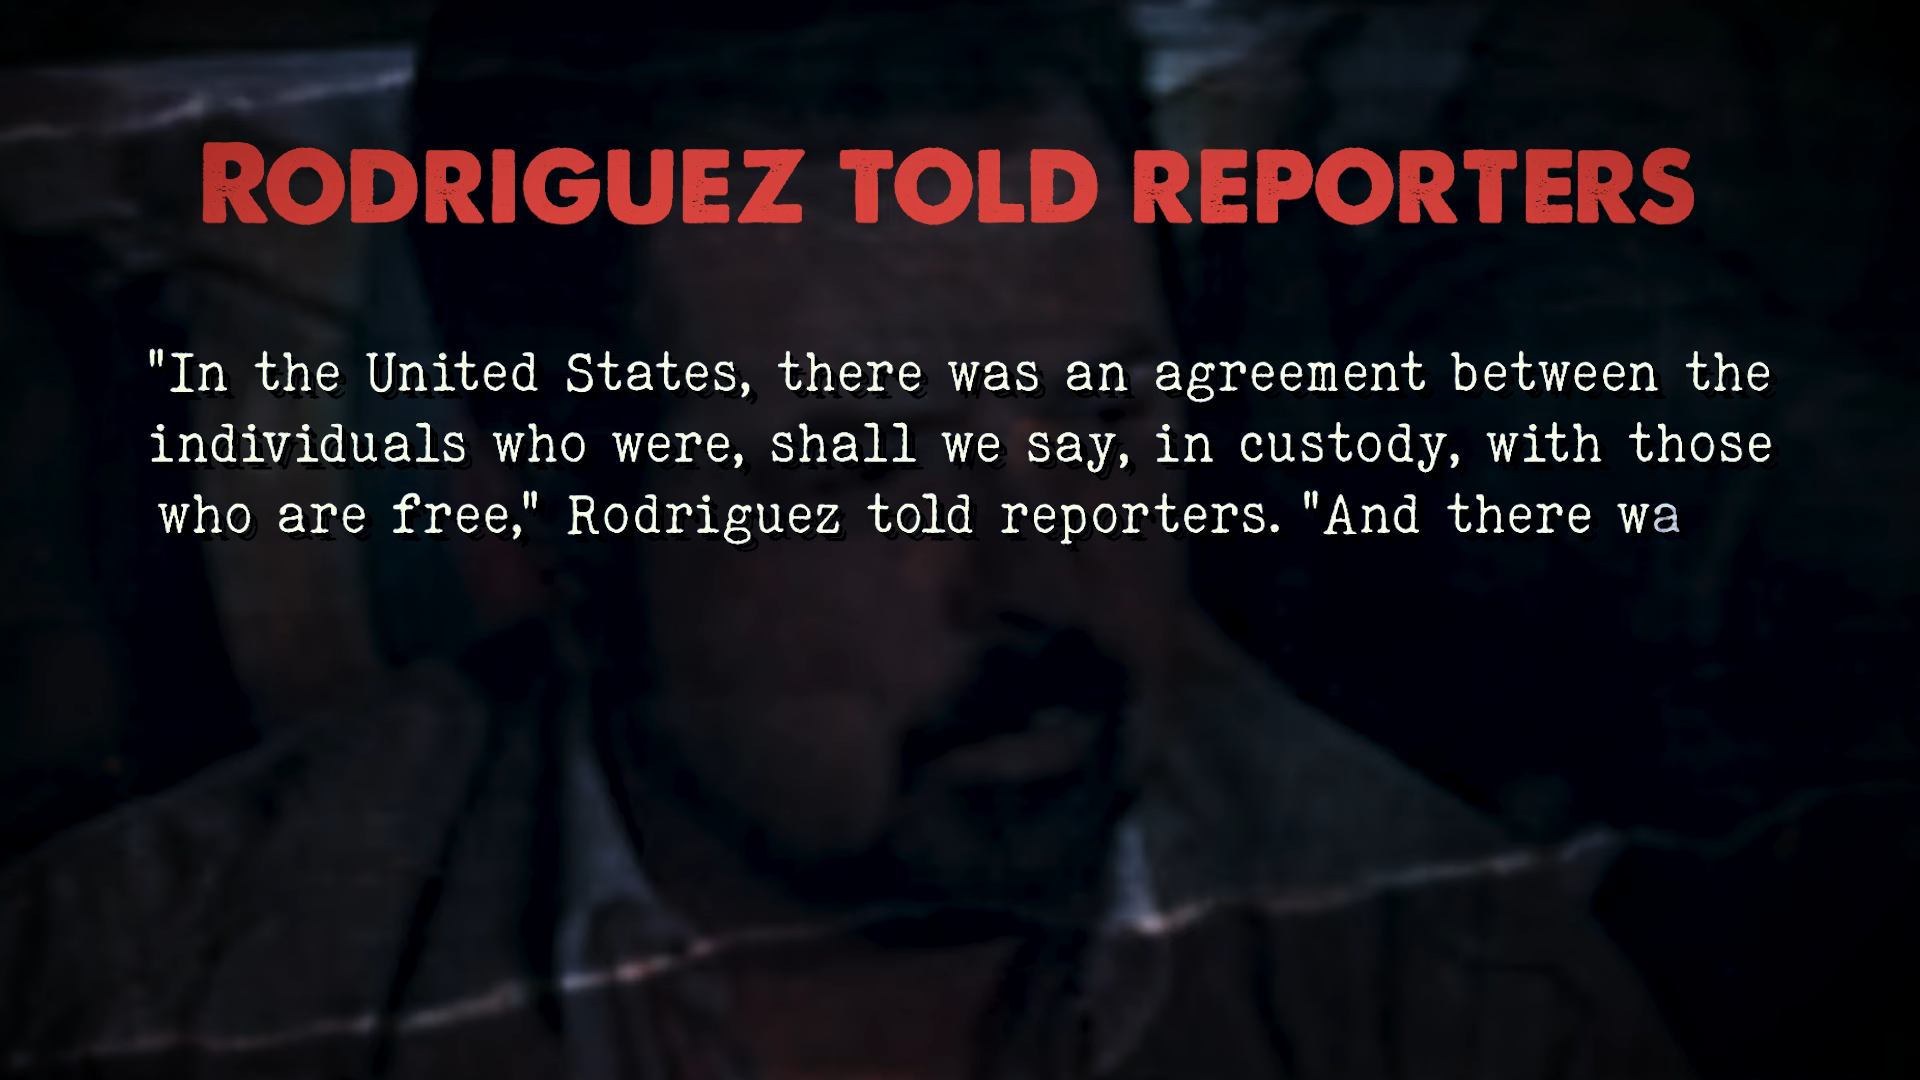 RODRIGUEZ TOLD REPORTERS
"In the United States, there was an agreement between the
individuals who were, shall we say, in custody, with those
who are free," Rodriguez told reporters. "And there wa